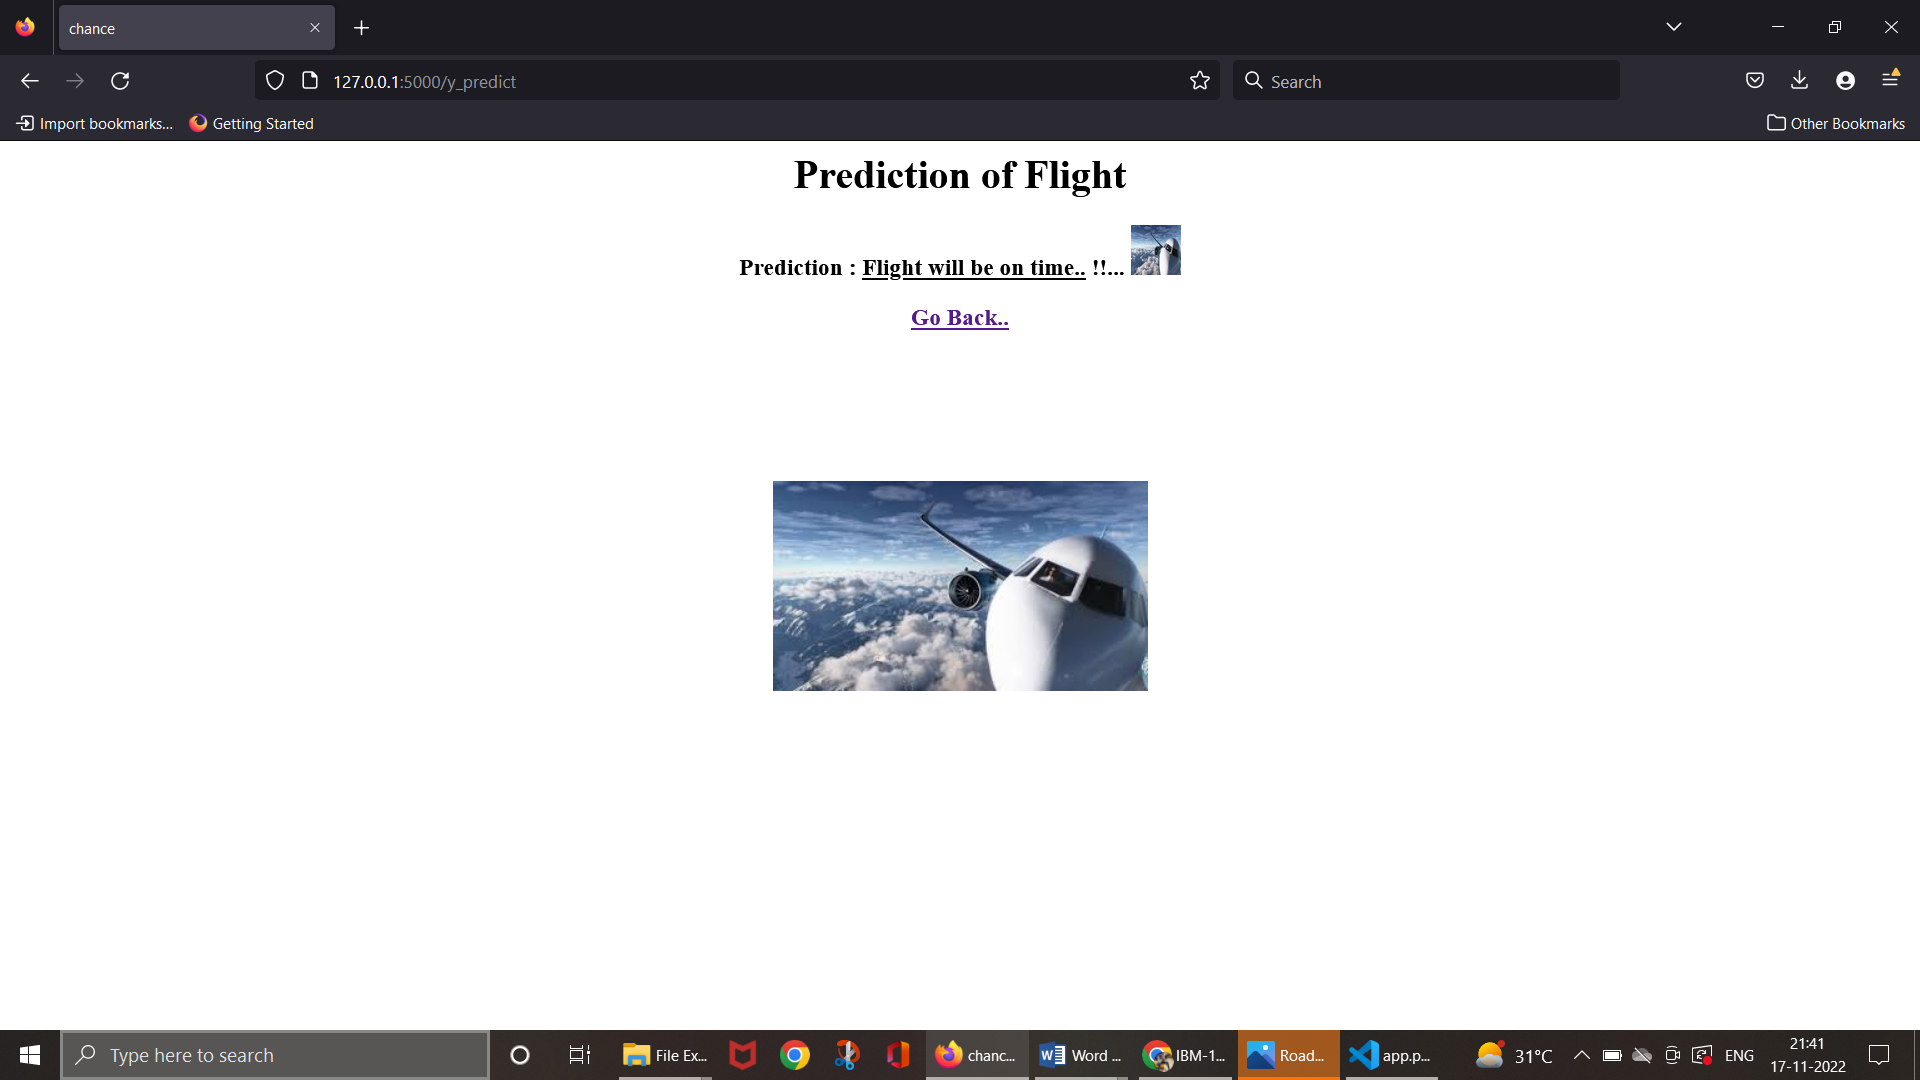 chance
127.0.0.1:5000/y_predict
Search
Import bookmarks...
Getting Started
Other Bookmarks
Prediction of Flight
Prediction : Flight will be on time.. !!...
Go Back..
Type here to search
File Ex...
chanc...
Word ...
IBM-1...
Road...
app.p...
31°C
ENG
21:41
17-11-2022